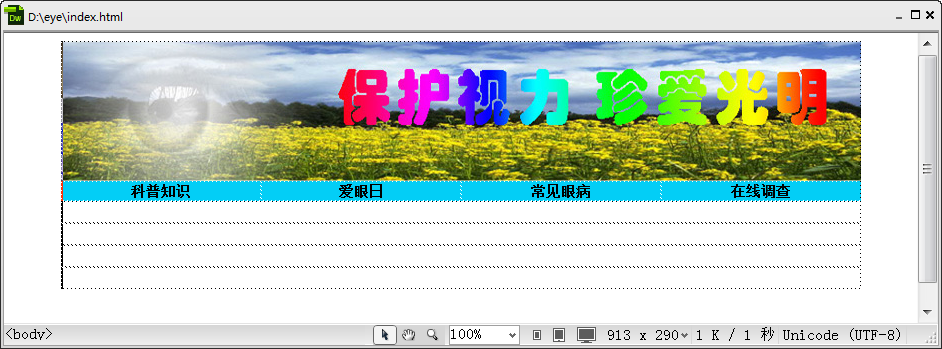 Dw D:\eye\index.html
保护视力 珍爱光明
科普知识 爱眼日 常见眼病 在线调查
<body> 100% 913 x 290 1 K / 1 秒 Unicode (UTF-8)